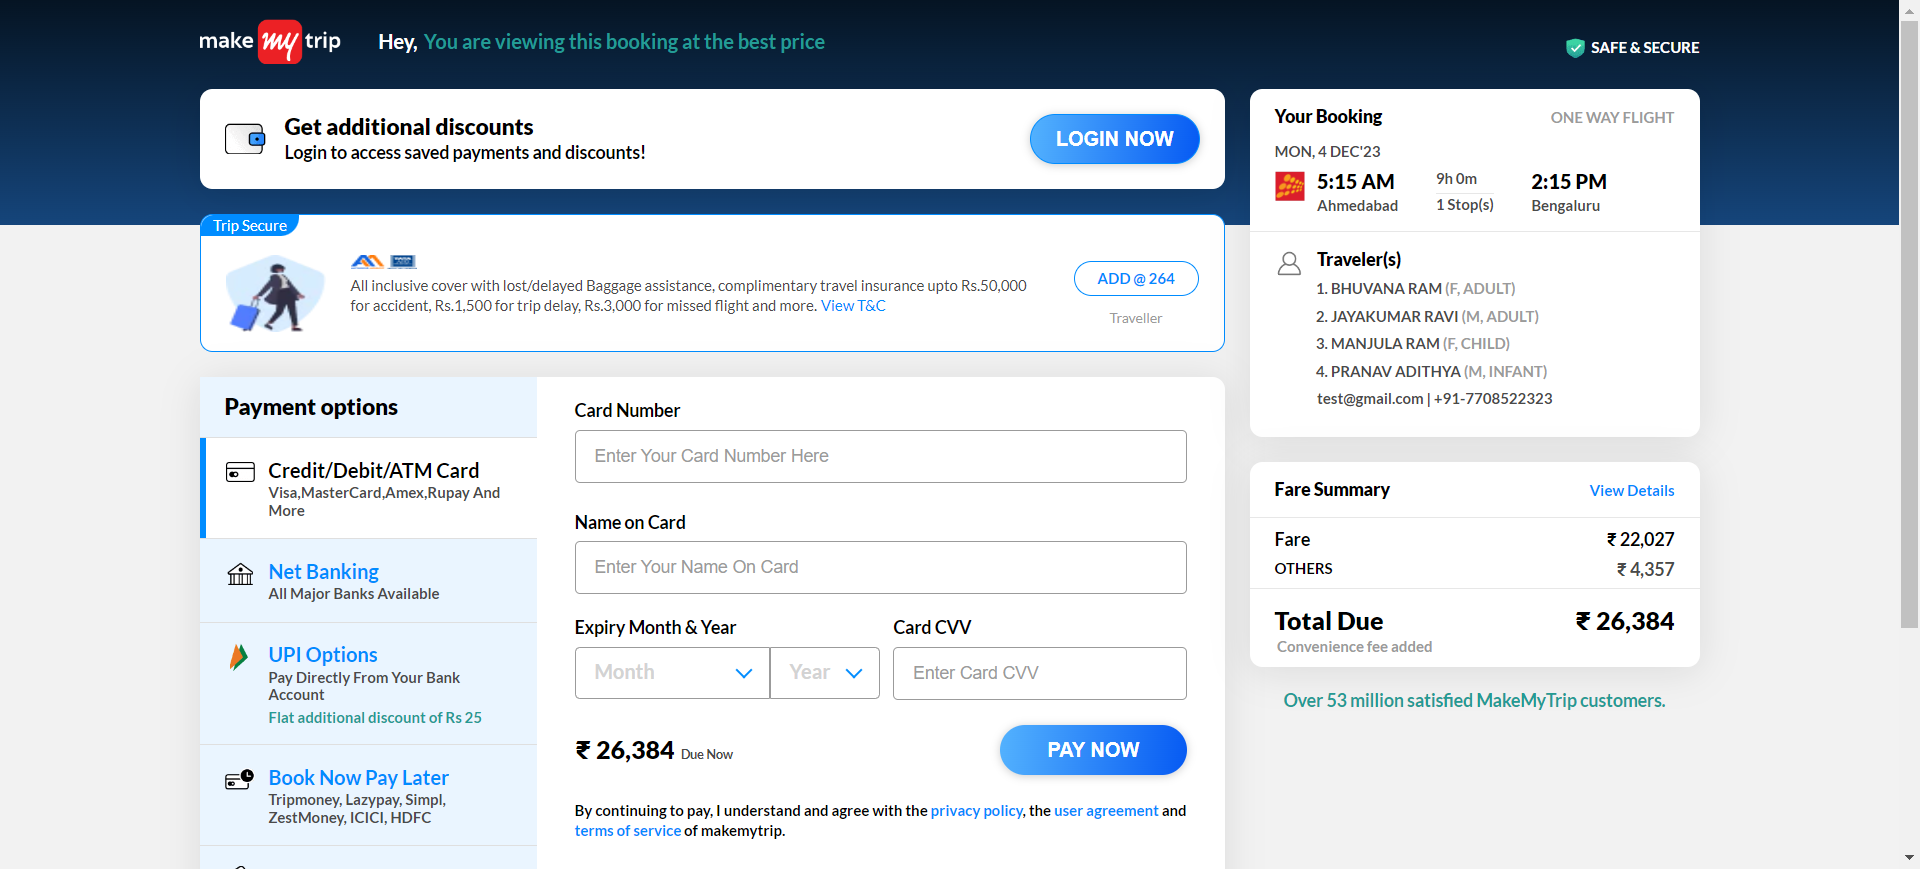 make my trip
Hey, You are viewing this booking at the best price
SAFE & SECURE
Get additional discounts
Login to access saved payments and discounts!
LOGIN NOW
Trip Secure
All inclusive cover with lost/delayed Baggage assistance, complimentary travel insurance upto Rs.50,000
for accident, Rs.1,500 for trip delay, Rs.3,000 for missed flight and more. View T&C
ADD @ 264
Traveller
Payment options
Credit/Debit/ATM Card
Visa,MasterCard,Amex,Rupay And
More
Net Banking
All Major Banks Available
UPI Options
Pay Directly From Your Bank
Account
Flat additional discount of Rs 25
Book Now Pay Later
Tripmoney, Lazypay, Simpl,
ZestMoney, ICICI, HDFC
Card Number
Enter Your Card Number Here
Name on Card
Enter Your Name On Card
Expiry Month & Year
Card CVV
Month
Year
Enter Card CVV
₹ 26,384 Due Now
PAY NOW
By continuing to pay, I understand and agree with the privacy policy, the user agreement and
terms of service of makemytrip.
Your Booking
ONE WAY FLIGHT
MON, 4 DEC'23
5:15 AM
9h 0m
2:15 PM
Ahmedabad
1 Stop(s)
Bengaluru
Traveler(s)
1. BHUVANA RAM (F, ADULT)
2. JAYAKUMAR RAVI (M, ADULT)
3. MANJULA RAM (F, CHILD)
4. PRANAV ADITHYA (M, INFANT)
test@gmail.com | +91-7708522323
Fare Summary
View Details
Fare
₹ 22,027
OTHERS
₹ 4,357
Total Due
₹ 26,384
Convenience fee added
Over 53 million satisfied MakeMyTrip customers.